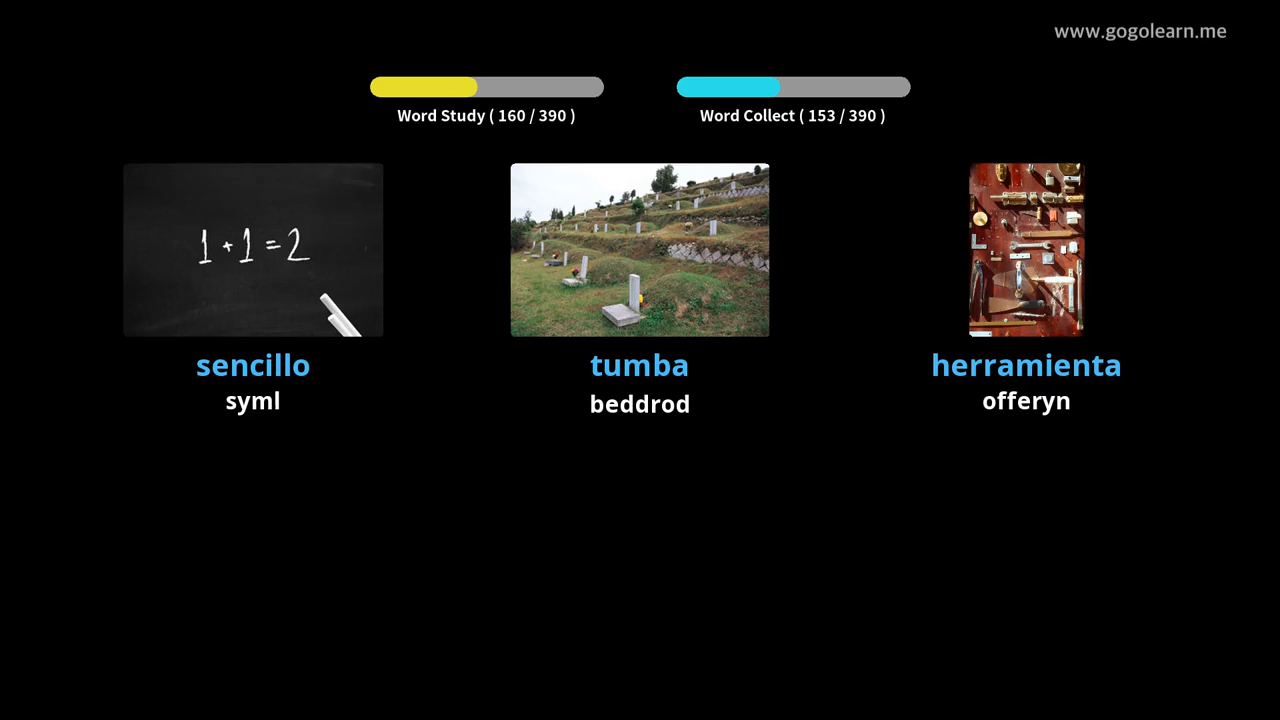 www.gogolearn.me
Word Study ( 160 / 390 )
Word Collect ( 153 / 390 )
1 + 1 = 2
sencillo
syml
tumba
beddrod
herramienta
offeryn